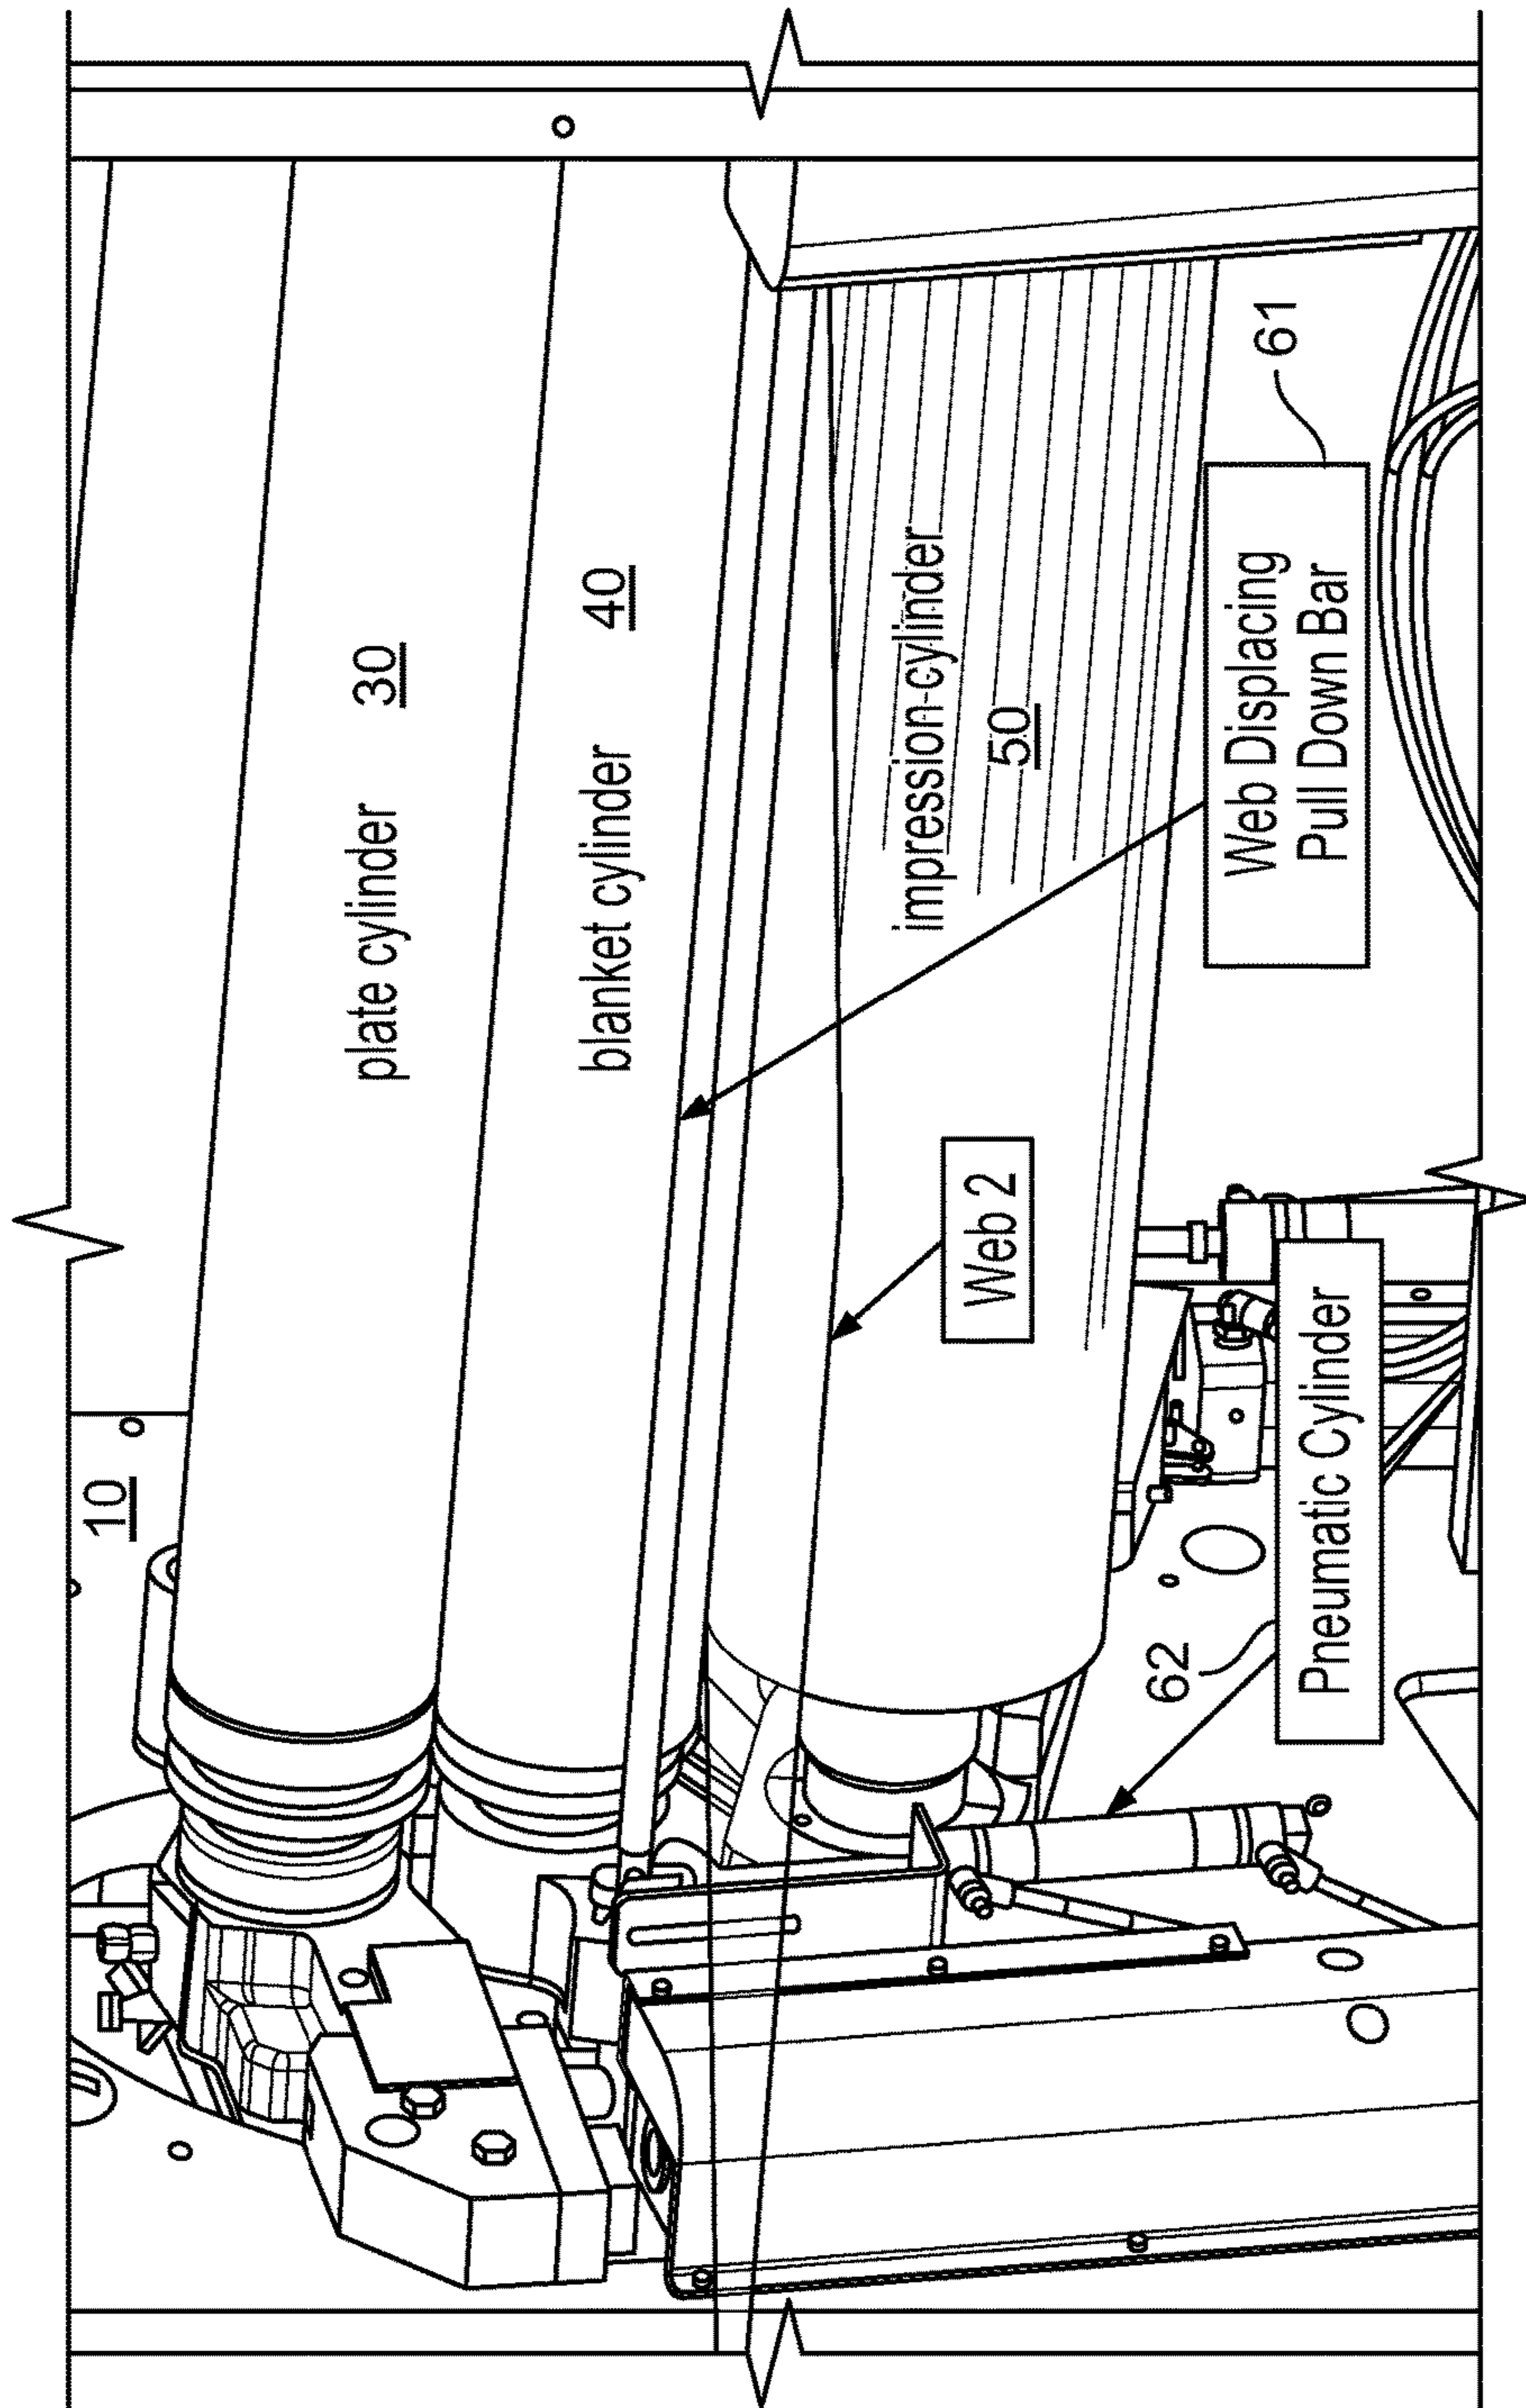 10
plate cylinder 30
blanket cylinder 40
impression cylinder
50
Web 2
Web Displacing
Pull Down Bar
61
62
Pneumatic Cylinder